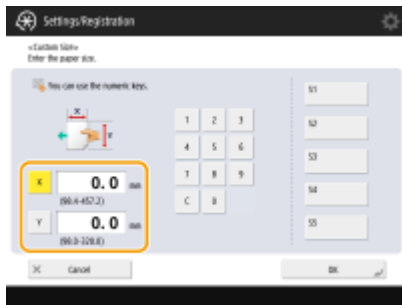 Settings/Registration
<Custom Size>
Enter the paper size.
You can use the numeric keys.
X
Y
1 2 3
4 5 6
7 8 9
C 0
X 0.0 mm
(98.4-457.2)
Y 0.0 mm
(98.0-320.0)
S1
S2
S3
S4
S5
Cancel
OK